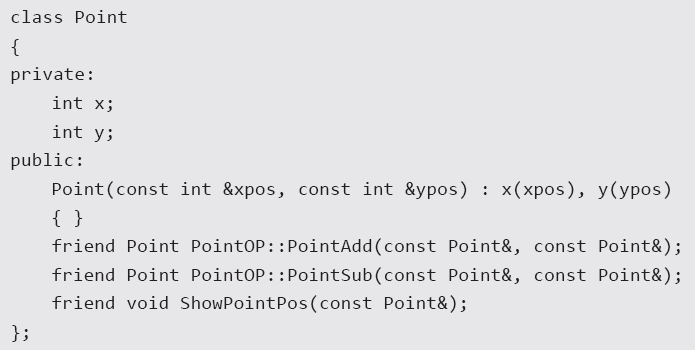 class Point
{
private:
    int x;
    int y;
public:
    Point(const int &xpos, const int &ypos) : x(xpos), y(ypos)
    { }
    friend Point PointOP::PointAdd(const Point&, const Point&);
    friend Point PointOP::PointSub(const Point&, const Point&);
    friend void ShowPointPos(const Point&);
};